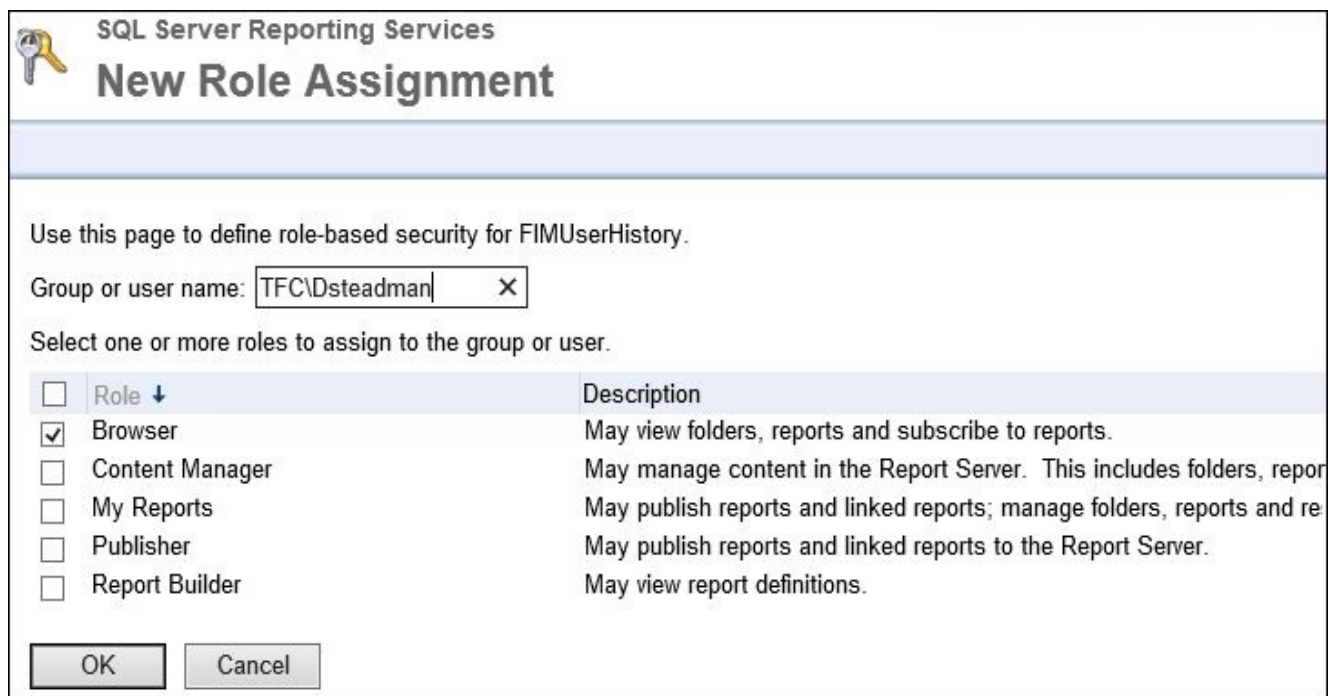 SQL Server Reporting Services
New Role Assignment
Use this page to define role-based security for FIMUserHistory.
Group or user name: TFC\Dsteadman
Select one or more roles to assign to the group or user.
Role Description
Browser May view folders, reports and subscribe to reports.
Content Manager May manage content in the Report Server. This includes folders, repor
My Reports May publish reports and linked reports; manage folders, reports and re
Publisher May publish reports and linked reports to the Report Server.
Report Builder May view report definitions.
OK Cancel